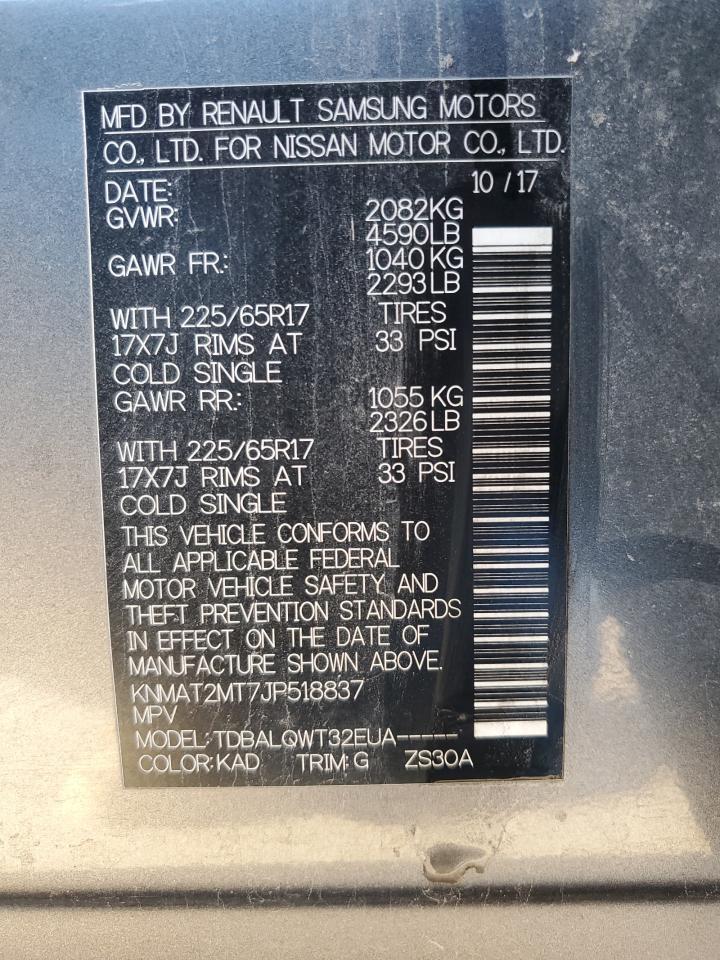 MFD BY RENAULT SAMSUNG MOTORS
CO., LTD. FOR NISSAN MOTOR CO., LTD.
DATE: 10 / 17
GVWR: 2082KG
4590LB
GAWR FR.: 1040KG
2293LB
WITH 225/65R17 TIRES
17X7J RIMS AT 33 PSI
COLD SINGLE
GAWR RR.: 1055KG
2326LB
WITH 225/65R17 TIRES
17X7J RIMS AT 33 PSI
COLD SINGLE
THIS VEHICLE CONFORMS TO
ALL APPLICABLE FEDERAL
MOTOR VEHICLE SAFETY AND
THEFT PREVENTION STANDARDS
IN EFFECT ON THE DATE OF
MANUFACTURE SHOWN ABOVE.
KNMAT2MT7JP518837
MPV
MODEL:TDBALQWT32EUA-----
COLOR:KAD TRIM:G ZS30A